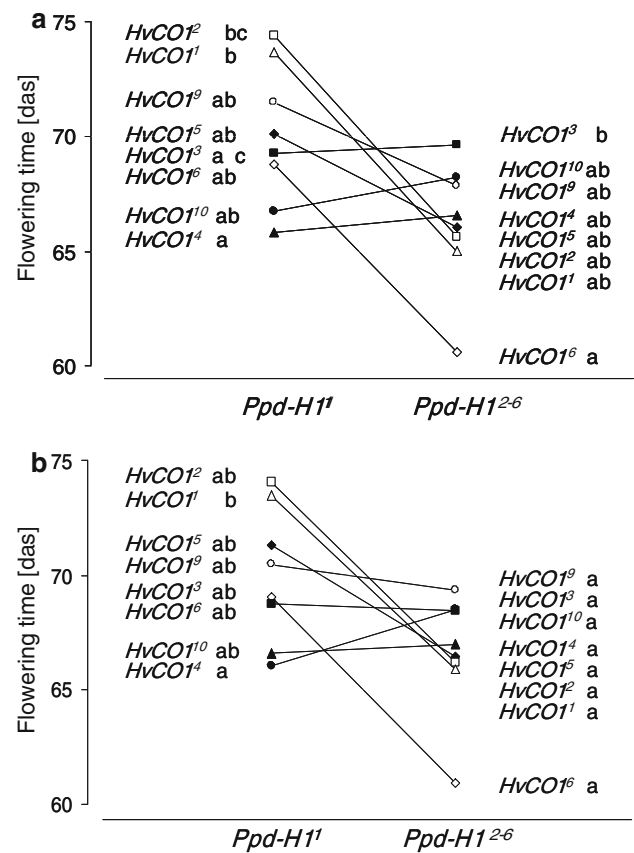 a
75
70
65
60
Flowering time [das]
HvCO1² bc
HvCO1¹ b
HvCO1⁹ ab
HvCO1⁵ ab
HvCO1³ a c
HvCO1⁶ ab
HvCO1¹⁰ ab
HvCO1⁴ a
HvCO1³ b
HvCO1¹⁰ ab
HvCO1⁹ ab
HvCO1⁴ ab
HvCO1⁵ ab
HvCO1² ab
HvCO1¹ ab
HvCO1⁶ a
Ppd-H1¹ Ppd-H1²⁻⁶
b
75
70
65
60
Flowering time [das]
HvCO1² ab
HvCO1¹ b
HvCO1⁵ ab
HvCO1⁹ ab
HvCO1³ ab
HvCO1⁶ ab
HvCO1¹⁰ ab
HvCO1⁴ a
HvCO1⁹ a
HvCO1³ a
HvCO1¹⁰ a
HvCO1⁴ a
HvCO1⁵ a
HvCO1² a
HvCO1¹ a
HvCO1⁶ a
Ppd-H1¹ Ppd-H1²⁻⁶